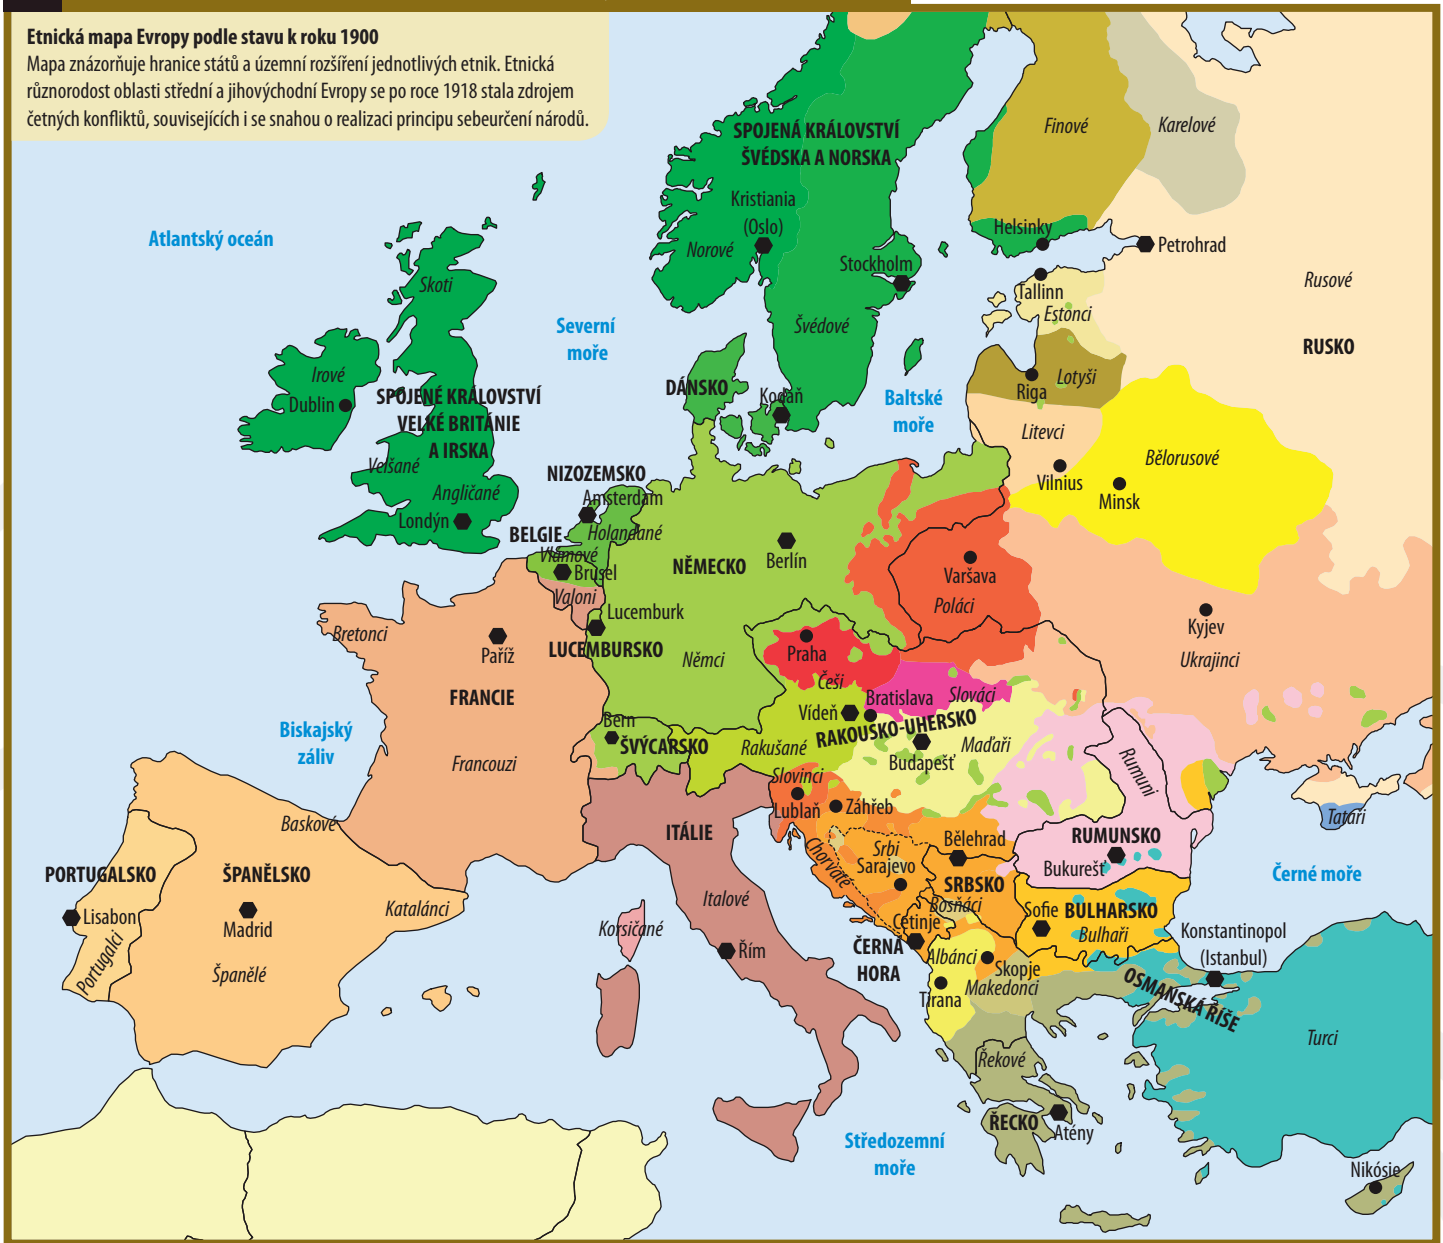 Etnická mapa Evropy podle stavu k roku 1900
Mapa znázorňuje hranice států a územní rozšíření jednotlivých etnik. Etnická
různorodost oblasti střední a jihovýchodní Evropy se po roce 1918 stala zdrojem
četných konfliktů, souvisejících i se snahou o realizaci principu sebeurčení národů.
SPOJENÁ KRÁLOVSTVÍ
ŠVÉDSKA A NORSKA
Finové
Karelové
Kristiania
(Oslo)
Norové
Atlantský oceán
Helsinky
Petrohrad
Stockholm
Skoti
Tallinn
Rusové
Estonci
Severní
moře
Švédové
RUSKO
Irové
Dublin
SPOJENÉ KRÁLOVSTVÍ
VELKÉ BRITÁNIE
A IRSKA
DÁNSKO
Kodaň
Baltské
moře
Riga
Lotyši
Litevci
Velšané
Angličané
Londýn
NIZOZEMSKO
Amsterdam
Holanďané
Vilnius
Bělorusové
Minsk
BELGIE
Vlámové
Brusel
Valoni
NĚMECKO
Berlín
Varšava
Poláci
Lucemburk
LUCEMBURSKO
Kyjev
Ukrajinci
Bretonci
Paříž
Němci
Praha
Češi
FRANCIE
Bratislava
Slováci
Vídeň
RAKOUSKO-UHERSKO
Biskajský
záliv
Bern
ŠVÝCARSKO
Rakušané
Budapešť
Maďaři
Rumuni
Francouzi
Slovinci
Lublaň
Záhřeb
Tataři
Baskové
ITÁLIE
Chorvaté
Srbi
Sarajevo
Bělehrad
RUMUNSKO
Bukurešť
PORTUGALSKO
ŠPANĚLSKO
SRBSKO
Černé moře
Lisabon
Madrid
Katalánci
Italové
Bosňáci
Sofie
BULHARSKO
Bulhaři
Portugalci
Korsičané
Cetinje
Konstantinopol
(Istanbul)
Španělé
Řím
ČERNÁ
HORA
Albánci
Skopje
Makedonci
Tirana
OSMANSKÁ ŘÍŠE
Turci
Řekové
ŘECKO
Atény
Středozemní
moře
Nikósie